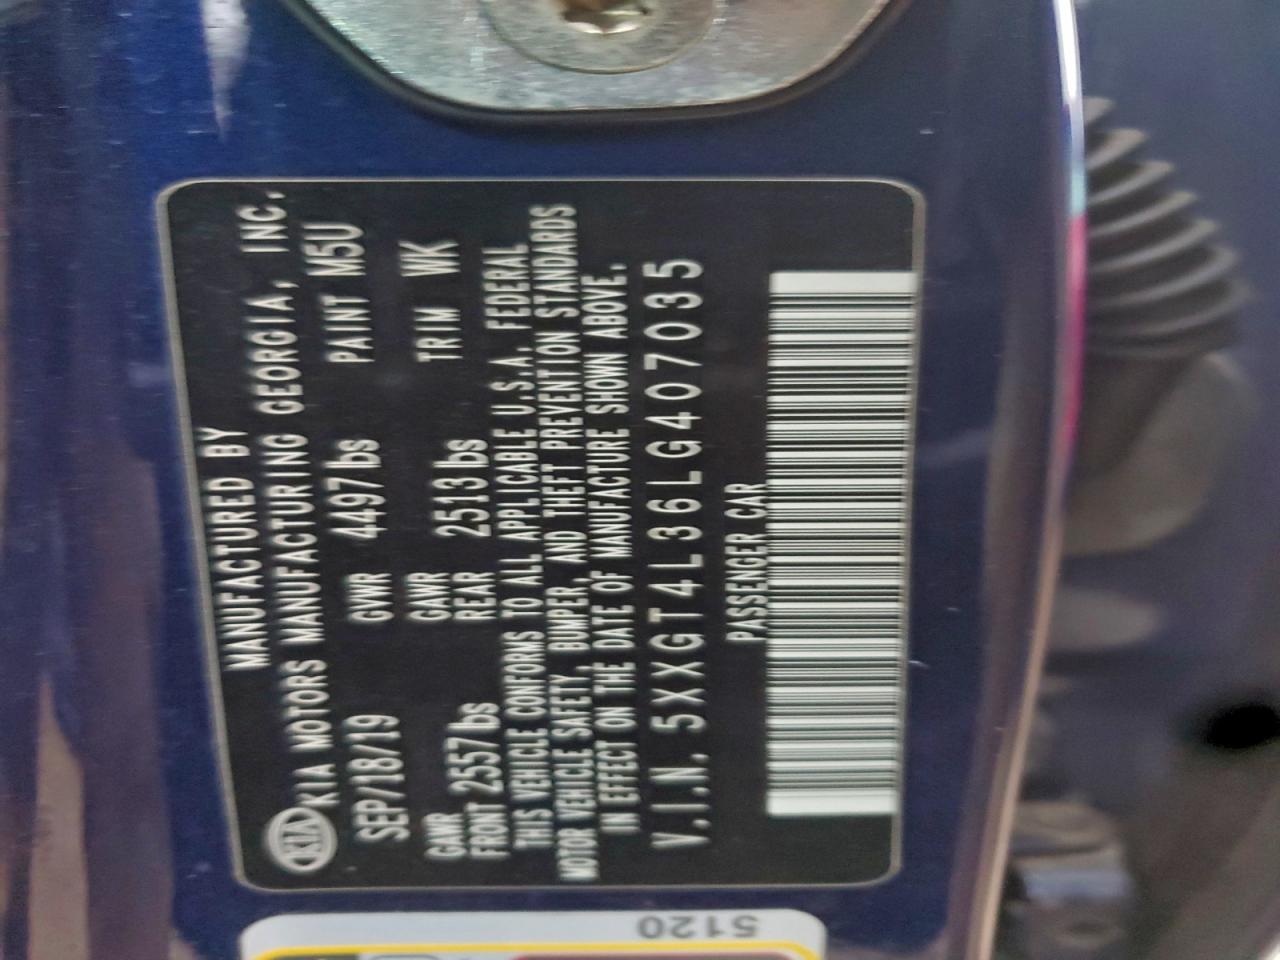 MANUFACTURED BY
KIA KIA MOTORS MANUFACTURING GEORGIA, INC.
SEP/18/19 GVWR 4497lbs PAINT M5U
GAWR FRONT 2557lbs GAWR REAR 2513lbs TRIM WK
THIS VEHICLE CONFORMS TO ALL APPLICABLE U.S.A. FEDERAL
MOTOR VEHICLE SAFETY, BUMPER, AND THEFT PREVENTION STANDARDS
IN EFFECT ON THE DATE OF MANUFACTURE SHOWN ABOVE.
V.I.N. 5XXGT4L36LG407035
PASSENGER CAR
5120